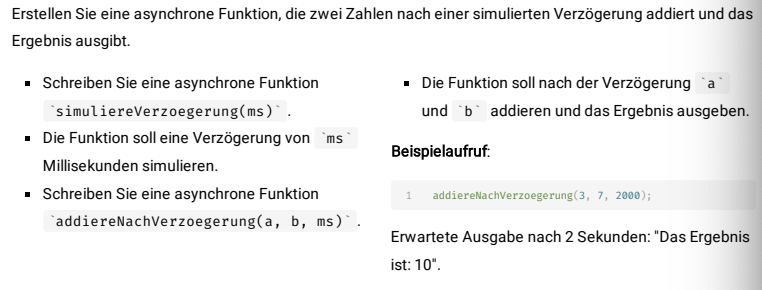 Erstellen Sie eine asynchrone Funktion, die zwei Zahlen nach einer simulierten Verzögerung addiert und das
Ergebnis ausgibt.
▪ Schreiben Sie eine asynchrone Funktion
`simuliereVerzoegerung(ms)` .
▪ Die Funktion soll eine Verzögerung von `ms`
Millisekunden simulieren.
▪ Schreiben Sie eine asynchrone Funktion
`addiereNachVerzoegerung(a, b, ms)` .
▪ Die Funktion soll nach der Verzögerung `a`
und `b` addieren und das Ergebnis ausgeben.
Beispielaufruf:
1 addiereNachVerzoegerung(3, 7, 2000);
Erwartete Ausgabe nach 2 Sekunden: "Das Ergebnis
ist: 10".